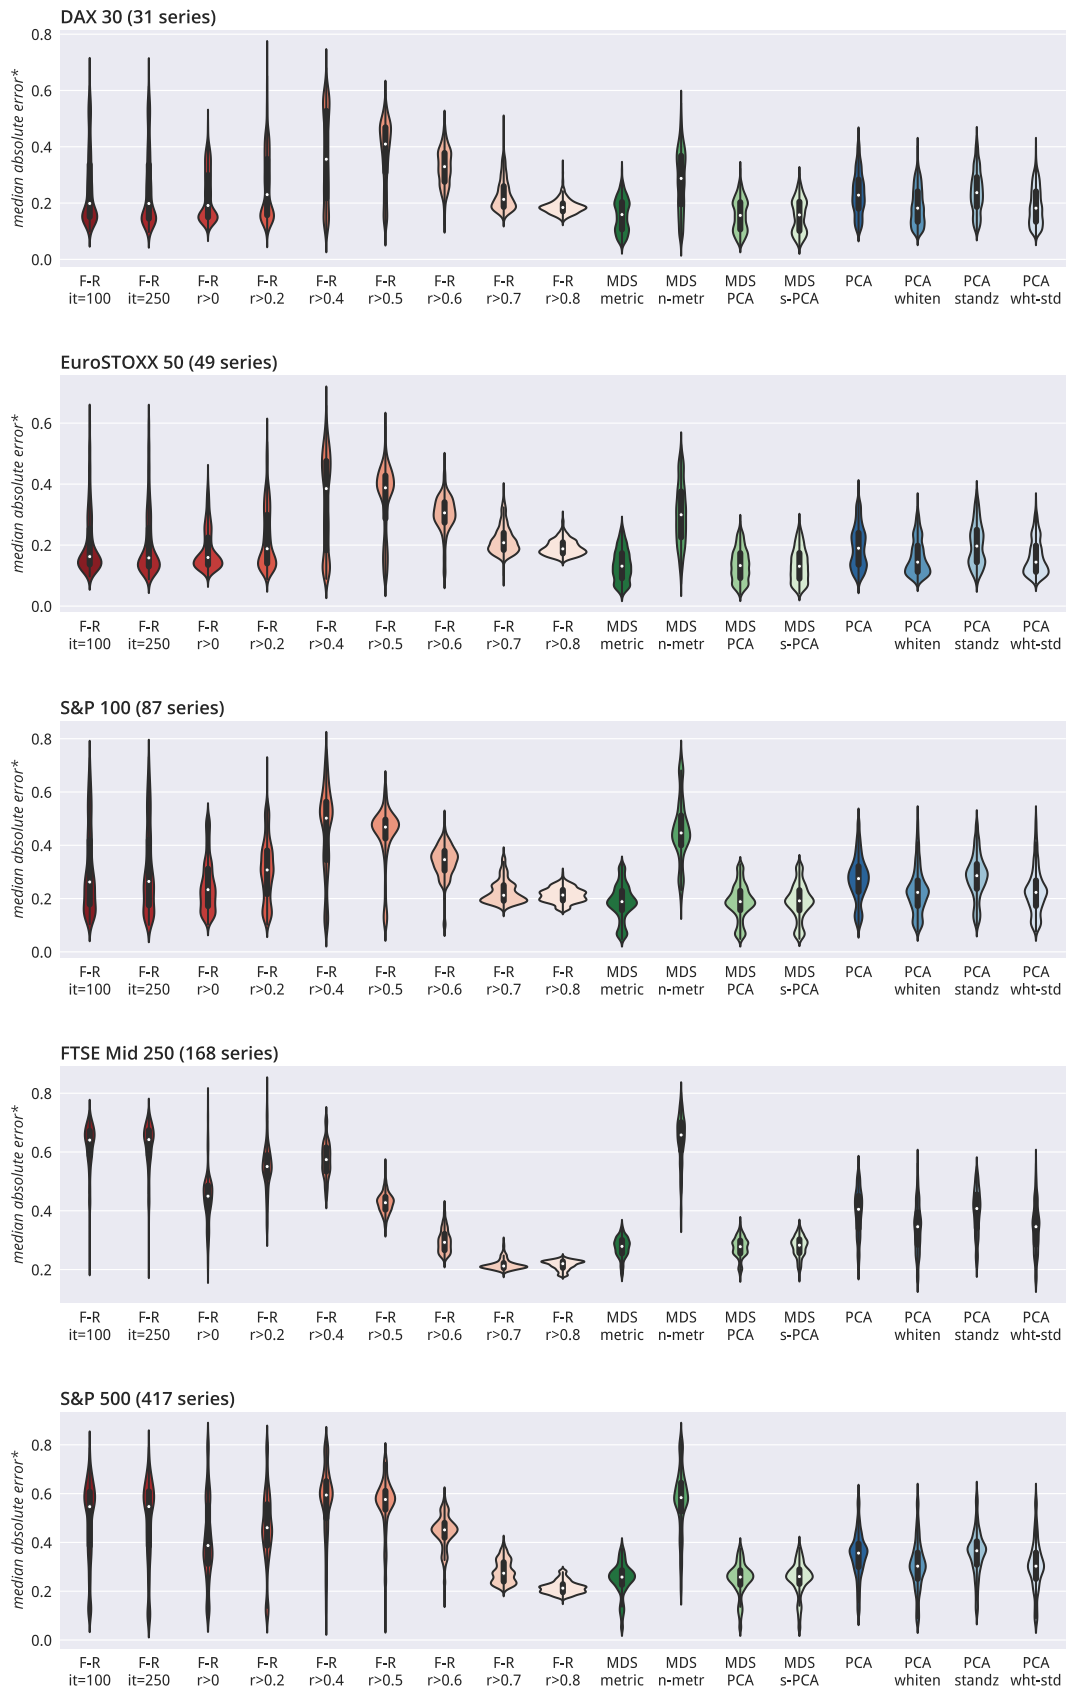 DAX 30 (31 series)
median absolute error*
0.8
0.6
0.4
0.2
0.0
F-R F-R F-R F-R F-R F-R F-R F-R F-R MDS MDS MDS MDS PCA PCA PCA PCA
it=100 it=250 r>0 r>0.2 r>0.4 r>0.5 r>0.6 r>0.7 r>0.8 metric n-metr PCA s-PCA whiten standz wht-std
EuroSTOXX 50 (49 series)
median absolute error*
0.6
0.4
0.2
0.0
F-R F-R F-R F-R F-R F-R F-R F-R F-R MDS MDS MDS MDS PCA PCA PCA PCA
it=100 it=250 r>0 r>0.2 r>0.4 r>0.5 r>0.6 r>0.7 r>0.8 metric n-metr PCA s-PCA whiten standz wht-std
S&P 100 (87 series)
median absolute error*
0.8
0.6
0.4
0.2
0.0
F-R F-R F-R F-R F-R F-R F-R F-R F-R MDS MDS MDS MDS PCA PCA PCA PCA
it=100 it=250 r>0 r>0.2 r>0.4 r>0.5 r>0.6 r>0.7 r>0.8 metric n-metr PCA s-PCA whiten standz wht-std
FTSE Mid 250 (168 series)
median absolute error*
0.8
0.6
0.4
0.2
F-R F-R F-R F-R F-R F-R F-R F-R F-R MDS MDS MDS MDS PCA PCA PCA PCA
it=100 it=250 r>0 r>0.2 r>0.4 r>0.5 r>0.6 r>0.7 r>0.8 metric n-metr PCA s-PCA whiten standz wht-std
S&P 500 (417 series)
median absolute error*
0.8
0.6
0.4
0.2
0.0
F-R F-R F-R F-R F-R F-R F-R F-R F-R MDS MDS MDS MDS PCA PCA PCA PCA
it=100 it=250 r>0 r>0.2 r>0.4 r>0.5 r>0.6 r>0.7 r>0.8 metric n-metr PCA s-PCA whiten standz wht-std